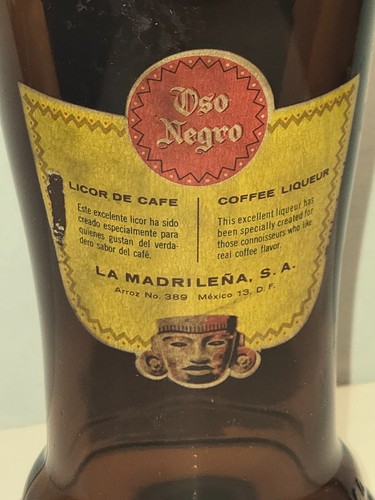 Oso
Negro
LICOR DE CAFE
Este excelente licor ha sido
creado especialmente para
quienes gustan del verda-
dero sabor del café.
COFFEE LIQUEUR
This excellent liqueur has
been specially created for
those connoisseurs who like
real coffee flavor.
LA MADRILEÑA, S. A.
Arroz No. 389 México 13, D. F.